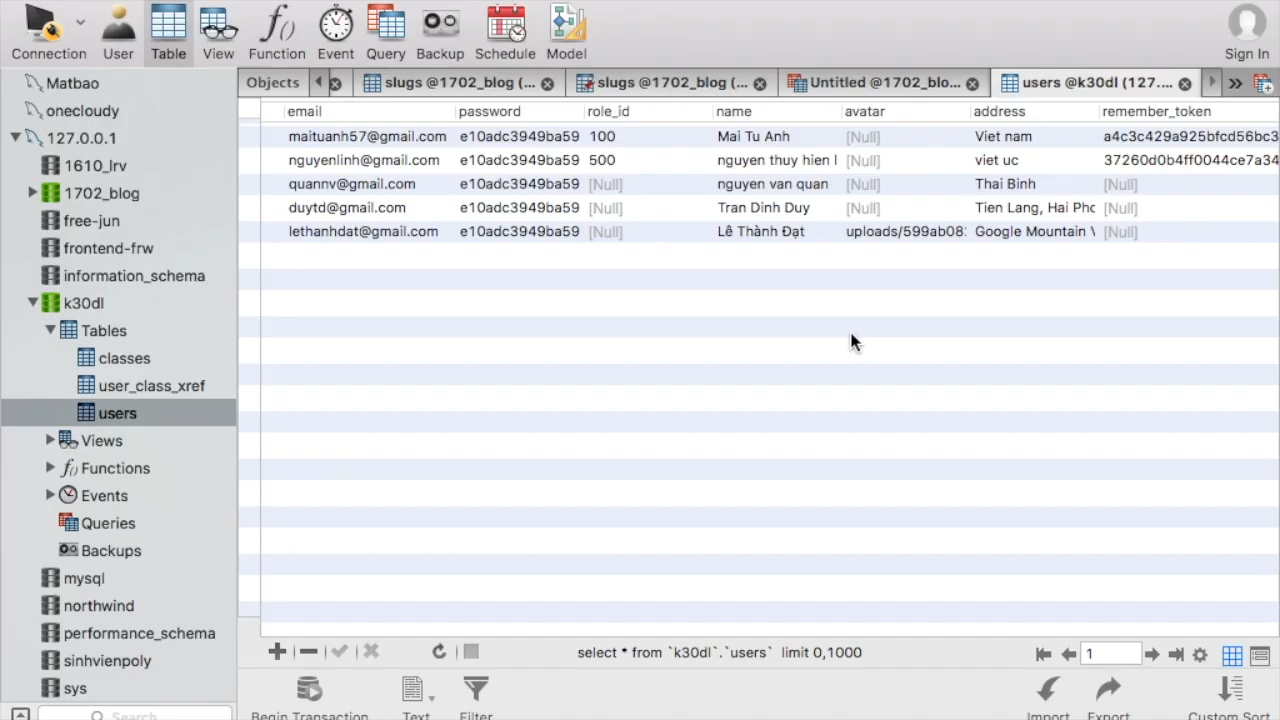 Connection User Table View Function Event Query Backup Schedule Model Sign In
Objects slugs @1702_blog (... slugs @1702_blog (... Untitled @1702_blo... users @k30dl (127....
email password role_id name avatar address remember_token
maituanh57@gmail.com e10adc3949ba59 100 Mai Tu Anh [Null] Viet nam a4c3c429a925bfcd56bc3
nguyenlinh@gmail.com e10adc3949ba59 500 nguyen thuy hien l [Null] viet uc 37260d0b4ff0044ce7a34
quannv@gmail.com e10adc3949ba59 [Null] nguyen van quan [Null] Thai Binh [Null]
duytd@gmail.com e10adc3949ba59 [Null] Tran Dinh Duy [Null] Tien Lang, Hai Phc [Null]
lethanhdat@gmail.com e10adc3949ba59 [Null] Lê Thành Đạt uploads/599ab08 Google Mountain [Null]
Matbao
onecloudy
127.0.0.1
1610_lrv
1702_blog
free-jun
frontend-frw
information_schema
k30dl
Tables
classes
user_class_xref
users
Views
f() Functions
Events
Queries
Backups
mysql
northwind
performance_schema
sinhvienpoly
sys
Search
select * from `k30dl`.`users` limit 0,1000 1
Begin Transaction Text Filter Import Export Custom Sort